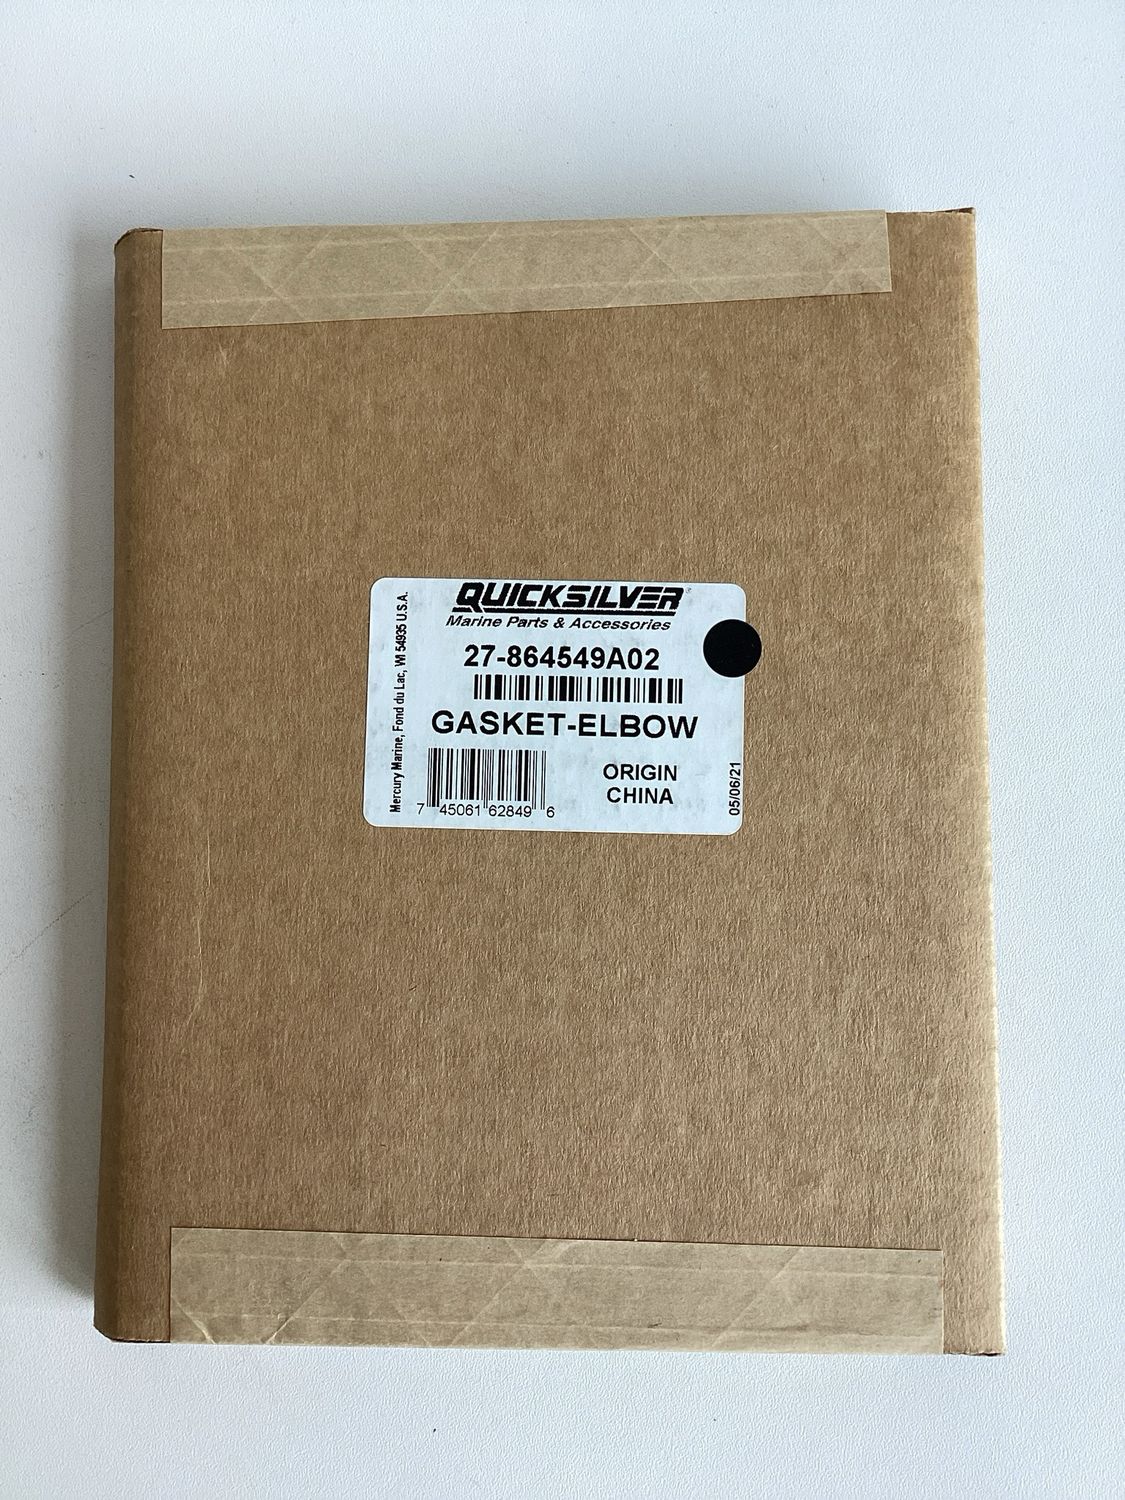 QUICKSILVER®
Marine Parts & Accessories
27-864549A02
GASKET-ELBOW
ORIGIN
CHINA
7 45061 62849 6
Mercury Marine, Fond du Lac, WI 54935 U.S.A.
05/06/21